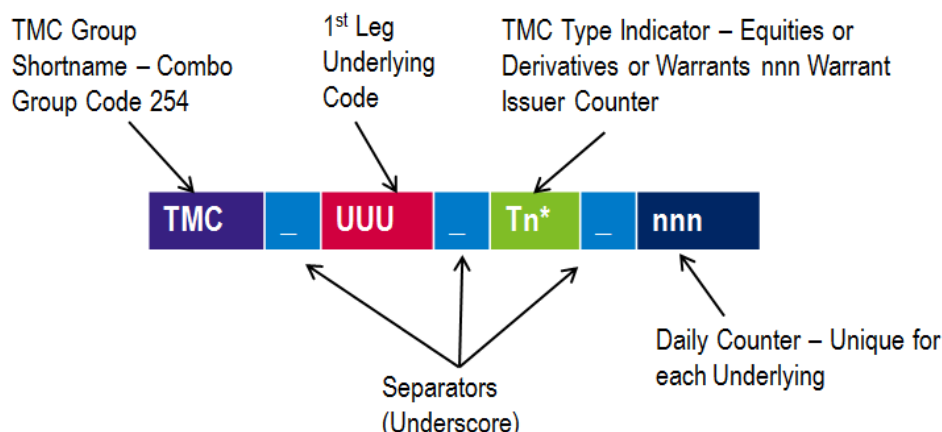 TMC Group
Shortname – Combo
Group Code 254
1st Leg
Underlying
Code
TMC Type Indicator – Equities or
Derivatives or Warrants nnn Warrant
Issuer Counter
TMC _ UUU _ Tn* _ nnn
Separators
(Underscore)
Daily Counter – Unique for
each Underlying